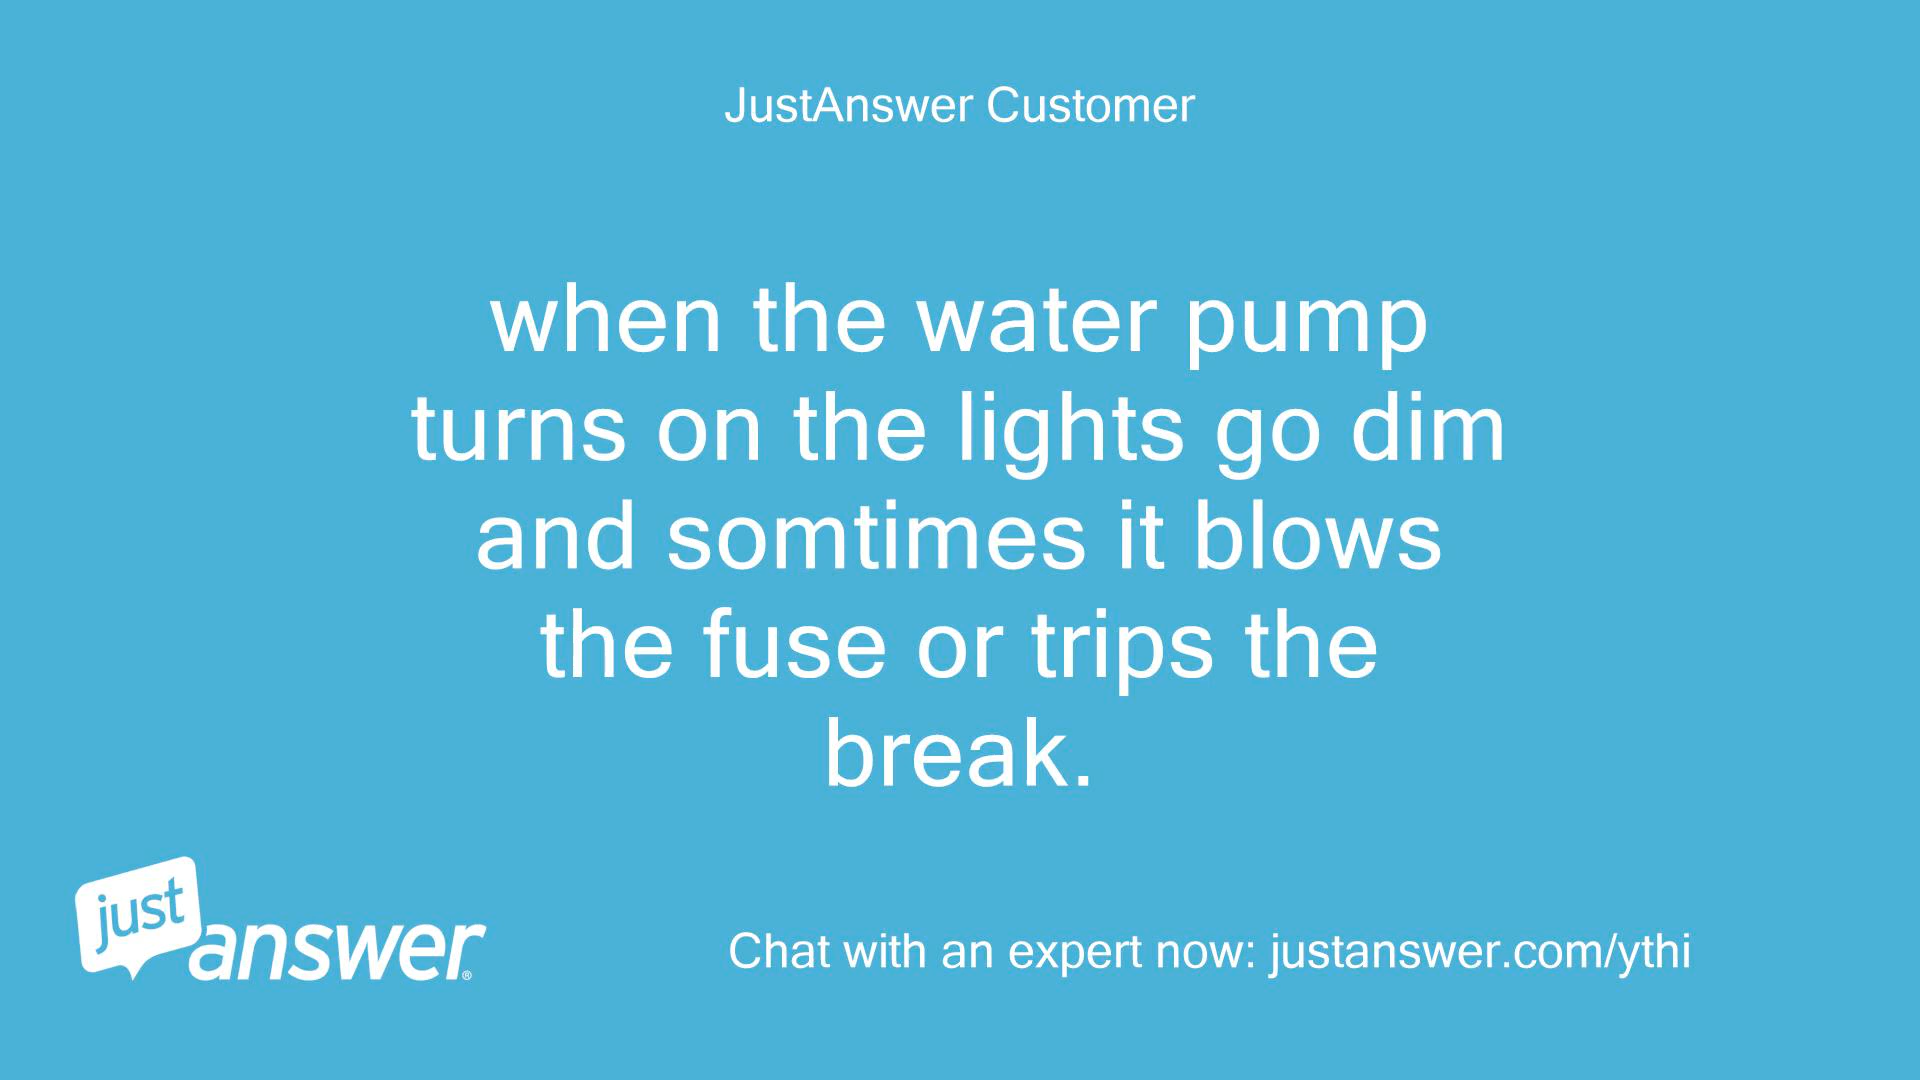 JustAnswer Customer
when the water pump
turns on the lights go dim
and somtimes it blows
the fuse or trips the
break.
just
answer®
Chat with an expert now: justanswer.com/ythi